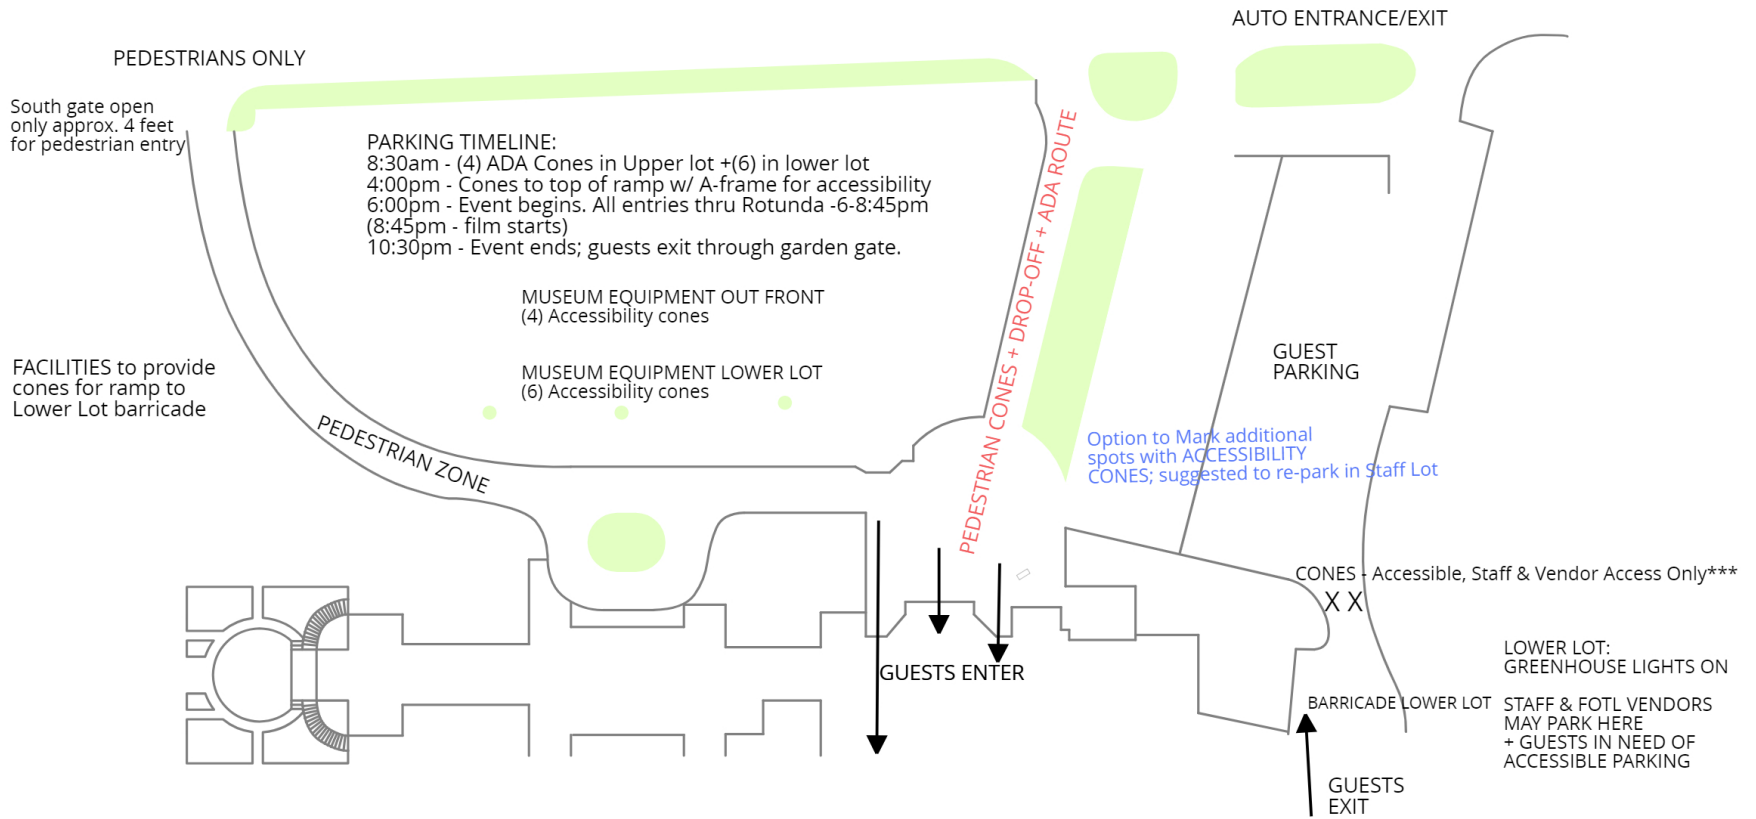 AUTO ENTRANCE/EXIT
PEDESTRIANS ONLY
South gate open
only approx. 4 feet
for pedestrian entry
PARKING TIMELINE:
8:30am - (4) ADA Cones in Upper lot +(6) in lower lot
4:00pm - Cones to top of ramp w/ A-frame for accessibility
6:00pm - Event begins. All entries thru Rotunda -6-8:45pm
(8:45pm - film starts)
10:30pm - Event ends; guests exit through garden gate.
MUSEUM EQUIPMENT OUT FRONT
(4) Accessibility cones
MUSEUM EQUIPMENT LOWER LOT
(6) Accessibility cones
PEDESTRIAN CONES + DROP-OFF + ADA ROUTE
GUEST
PARKING
FACILITIES to provide
cones for ramp to
Lower Lot barricade
PEDESTRIAN ZONE
Option to Mark additional
spots with ACCESSIBILITY
CONES; suggested to re-park in Staff Lot
CONES - Accessible, Staff & Vendor Access Only***
X X
GUESTS ENTER
LOWER LOT:
GREENHOUSE LIGHTS ON
BARRICADE LOWER LOT
STAFF & FOTL VENDORS
MAY PARK HERE
+ GUESTS IN NEED OF
ACCESSIBLE PARKING
GUESTS
EXIT